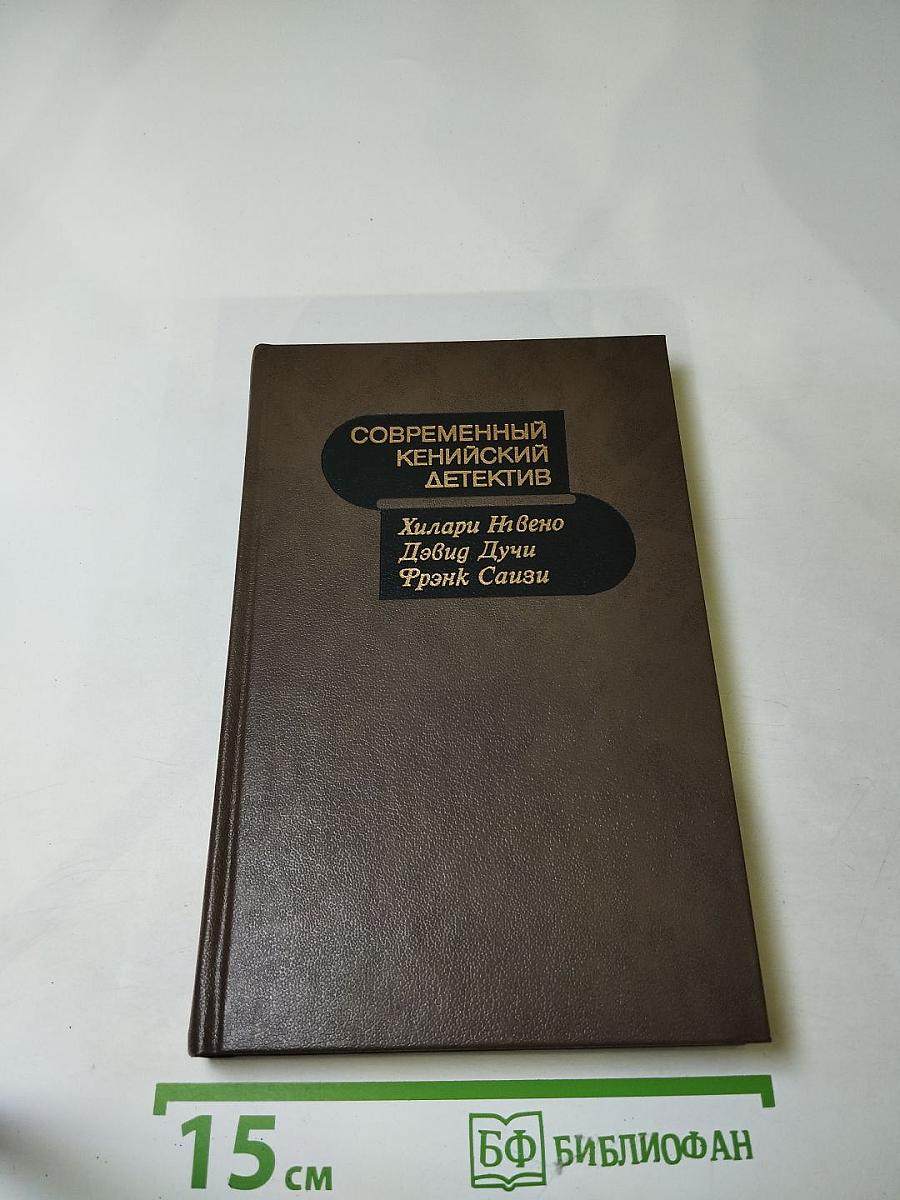 СОВРЕМЕННЫЙ
КЕНИЙСКИЙ
ДЕТЕКТИВ
Хилари Нгвено
Дэвид Дучи
Фрэнк Саизи
15 см
БФ БИБЛИОФАН